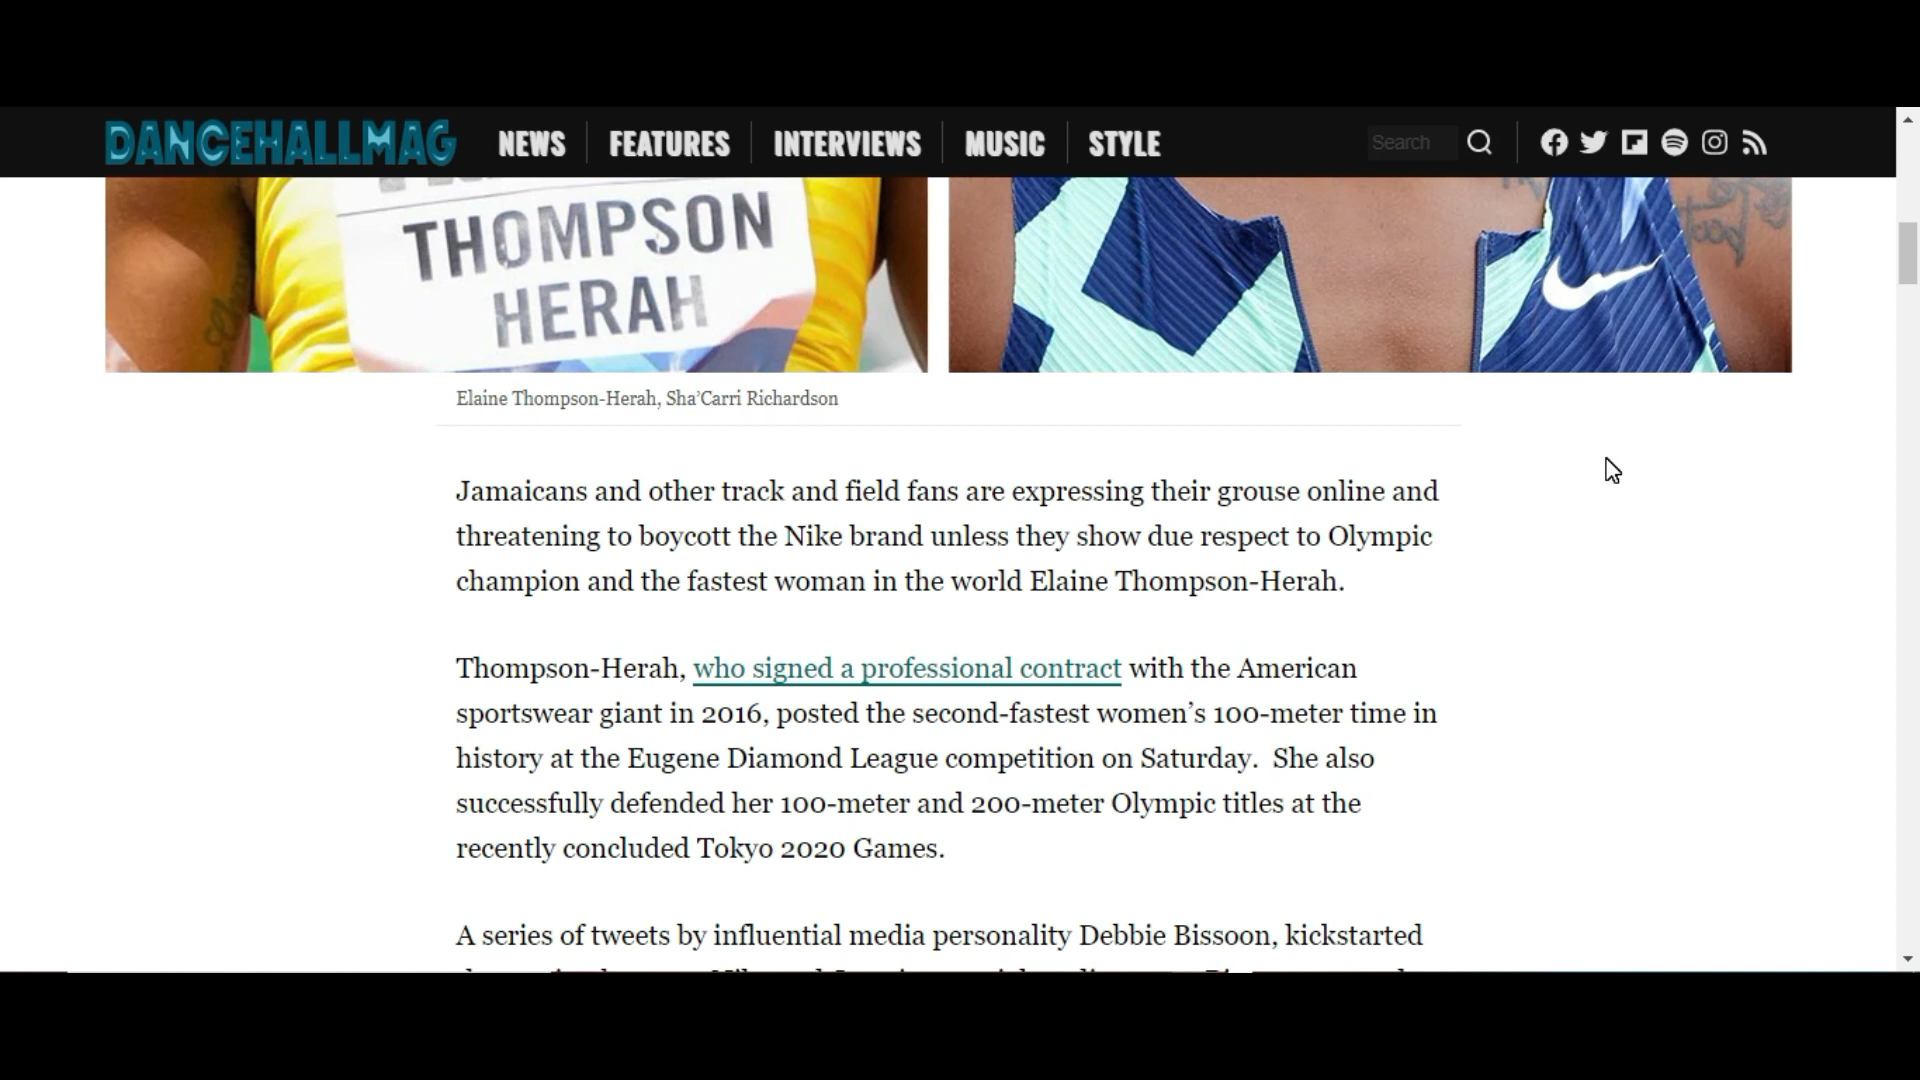 DANCEHALLMAG
NEWS
FEATURES
INTERVIEWS
MUSIC
STYLE
Search
THOMPSON
HERAH
Elaine Thompson-Herah, Sha’Carri Richardson
Jamaicans and other track and field fans are expressing their grouse online and
threatening to boycott the Nike brand unless they show due respect to Olympic
champion and the fastest woman in the world Elaine Thompson-Herah.
Thompson-Herah, who signed a professional contract with the American
sportswear giant in 2016, posted the second-fastest women’s 100-meter time in
history at the Eugene Diamond League competition on Saturday.  She also
successfully defended her 100-meter and 200-meter Olympic titles at the
recently concluded Tokyo 2020 Games.
A series of tweets by influential media personality Debbie Bissoon, kickstarted